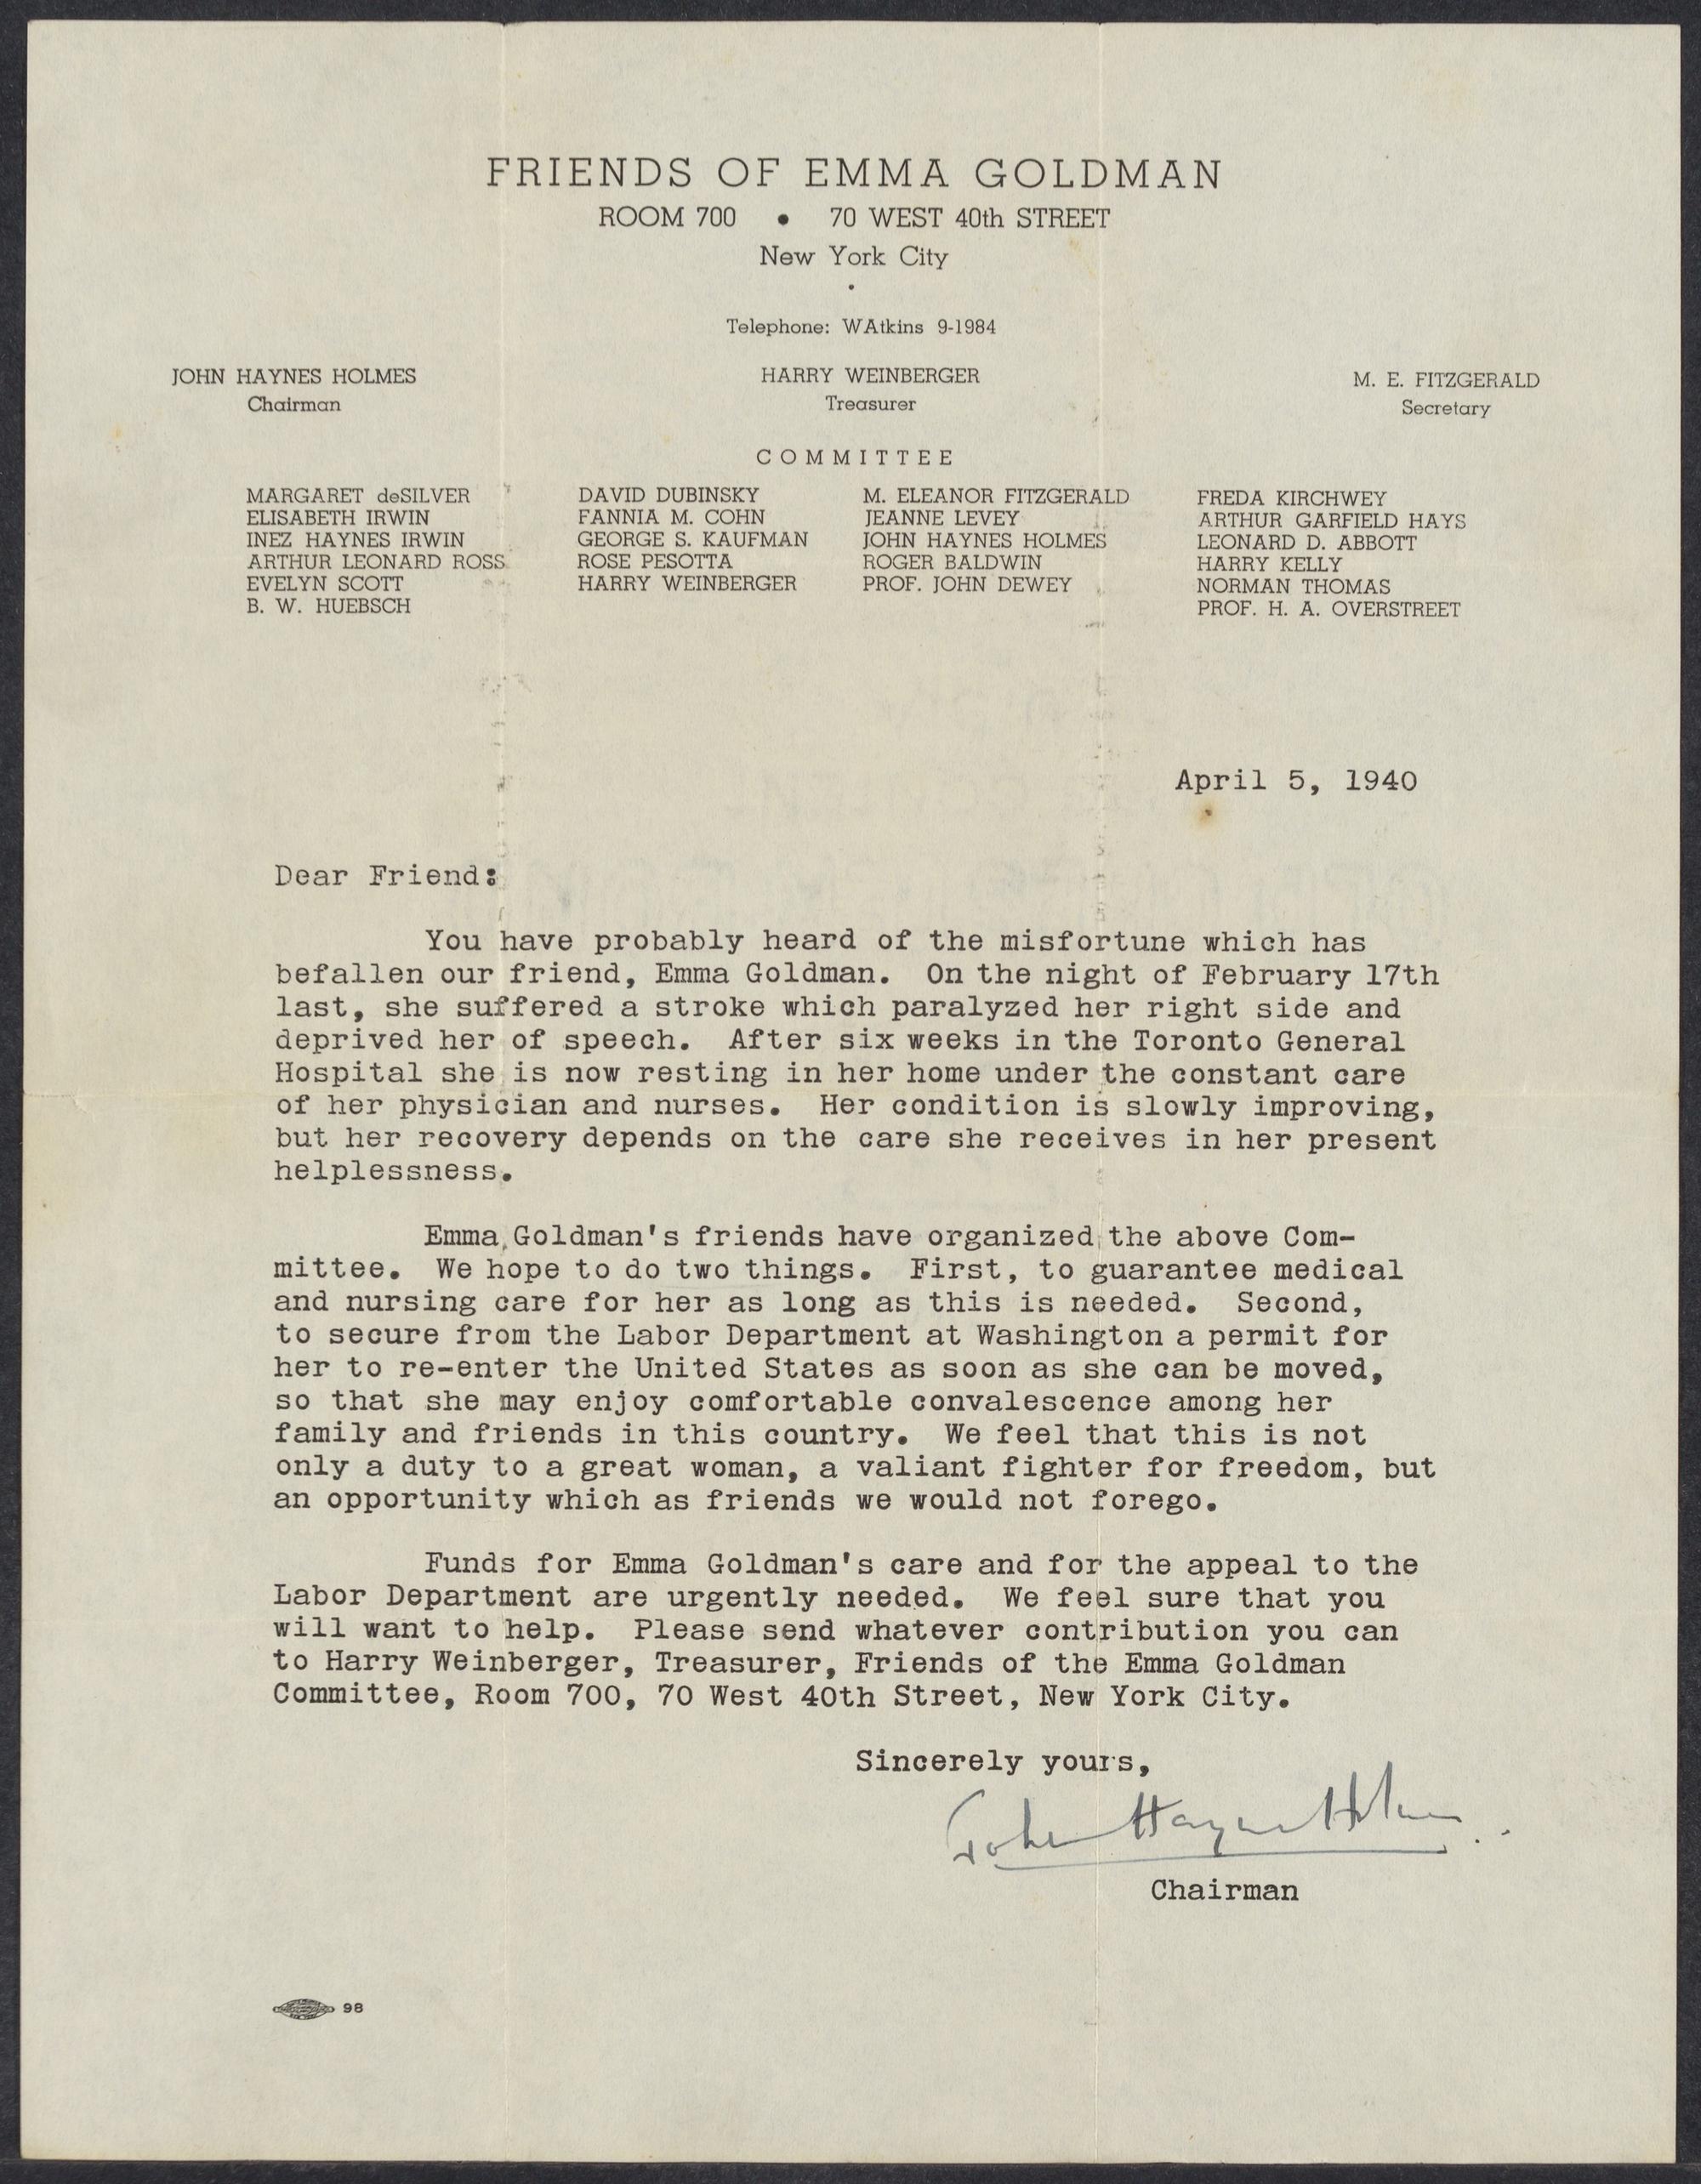 FRIENDS OF EMMA GOLDMAN
ROOM 700 • 70 WEST 40th STREET
New York City
Telephone: WAtkins 9-1984
JOHN HAYNES HOLMES
Chairman
HARRY WEINBERGER
Treasurer
M. E. FITZGERALD
Secretary
COMMITTEE
MARGARET deSILVER
ELISABETH IRWIN
INEZ HAYNES IRWIN
ARTHUR LEONARD ROSS
EVELYN SCOTT
B. W. HUEBSCH
DAVID DUBINSKY
FANNIA M. COHN
GEORGE S. KAUFMAN
ROSE PESOTTA
HARRY WEINBERGER
M. ELEANOR FITZGERALD
JEANNE LEVEY
JOHN HAYNES HOLMES
ROGER BALDWIN
PROF. JOHN DEWEY
FREDA KIRCHWEY
ARTHUR GARFIELD HAYS
LEONARD D. ABBOTT
HARRY KELLY
NORMAN THOMAS
PROF. H. A. OVERSTREET
April 5, 1940
Dear Friend:
You have probably heard of the misfortune which has
befallen our friend, Emma Goldman. On the night of February 17th
last, she suffered a stroke which paralyzed her right side and
deprived her of speech. After six weeks in the Toronto General
Hospital she is now resting in her home under the constant care
of her physician and nurses. Her condition is slowly improving,
but her recovery depends on the care she receives in her present
helplessness.
Emma Goldman's friends have organized the above Com-
mittee. We hope to do two things. First, to guarantee medical
and nursing care for her as long as this is needed. Second,
to secure from the Labor Department at Washington a permit for
her to re-enter the United States as soon as she can be moved,
so that she may enjoy comfortable convalescence among her
family and friends in this country. We feel that this is not
only a duty to a great woman, a valiant fighter for freedom, but
an opportunity which as friends we would not forego.
Funds for Emma Goldman's care and for the appeal to the
Labor Department are urgently needed. We feel sure that you
will want to help. Please send whatever contribution you can
to Harry Weinberger, Treasurer, Friends of the Emma Goldman
Committee, Room 700, 70 West 40th Street, New York City.
Sincerely yours,
John Haynes Holmes
Chairman
98